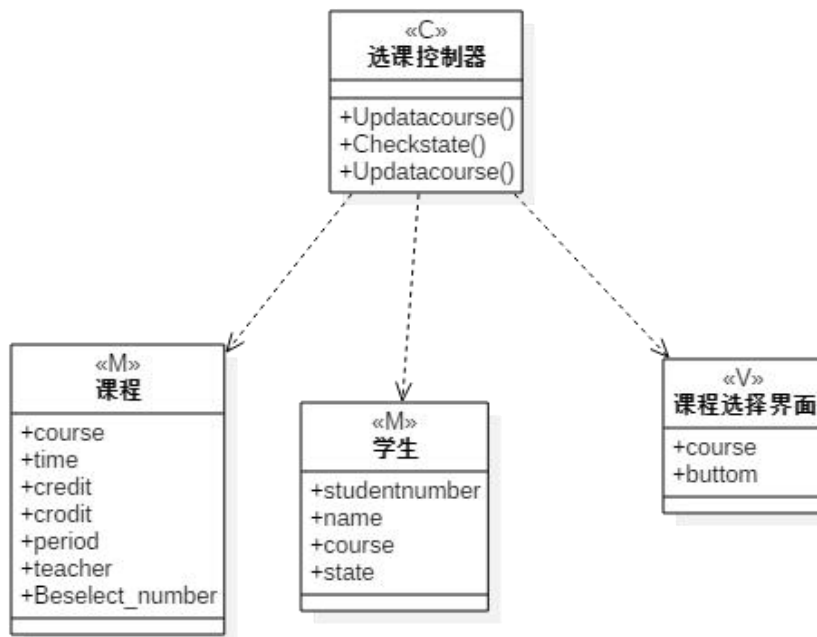 «C»
选课控制器
+Updatacourse()
+Checkstate()
+Updatacourse()
«M»
课程
+course
+time
+credit
+crodit
+period
+teacher
+Beselect_number
«M»
学生
+studentnumber
+name
+course
+state
«V»
课程选择界面
+course
+buttom